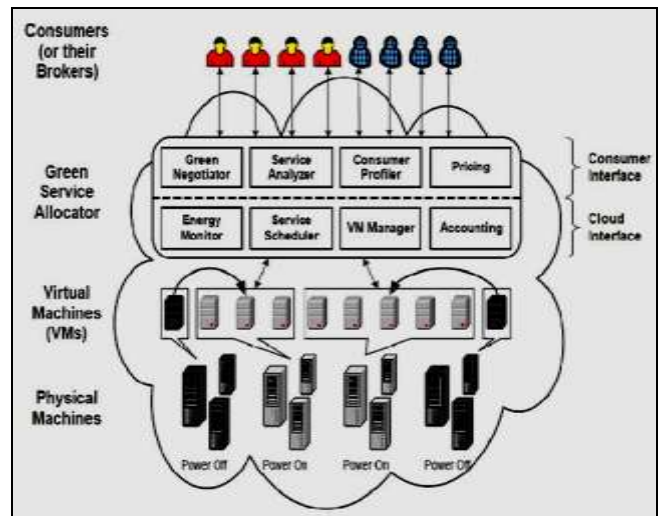 Consumers
(or their
Brokers)
Green
Negotiator
Service
Analyzer
Consumer
Profiler
Pricing
Consumer
Interface
Green
Service
Allocator
Energy
Monitor
Service
Scheduler
VM Manager
Accounting
Cloud
Interface
Virtual
Machines
(VMs)
Physical
Machines
Power Off
Power On
Power On
Power Off